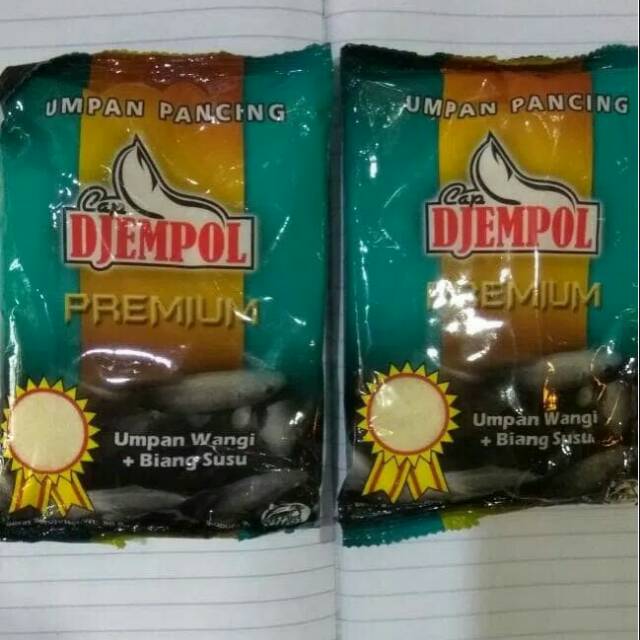 UMPAN PANCING
Cap
DJEMPOL
PREMIUM
Umpan Wangi
+ Biang Susu
UMPAN PANCING
Cap
DJEMPOL
PREMIUM
Umpan Wangi
+ Biang Susu